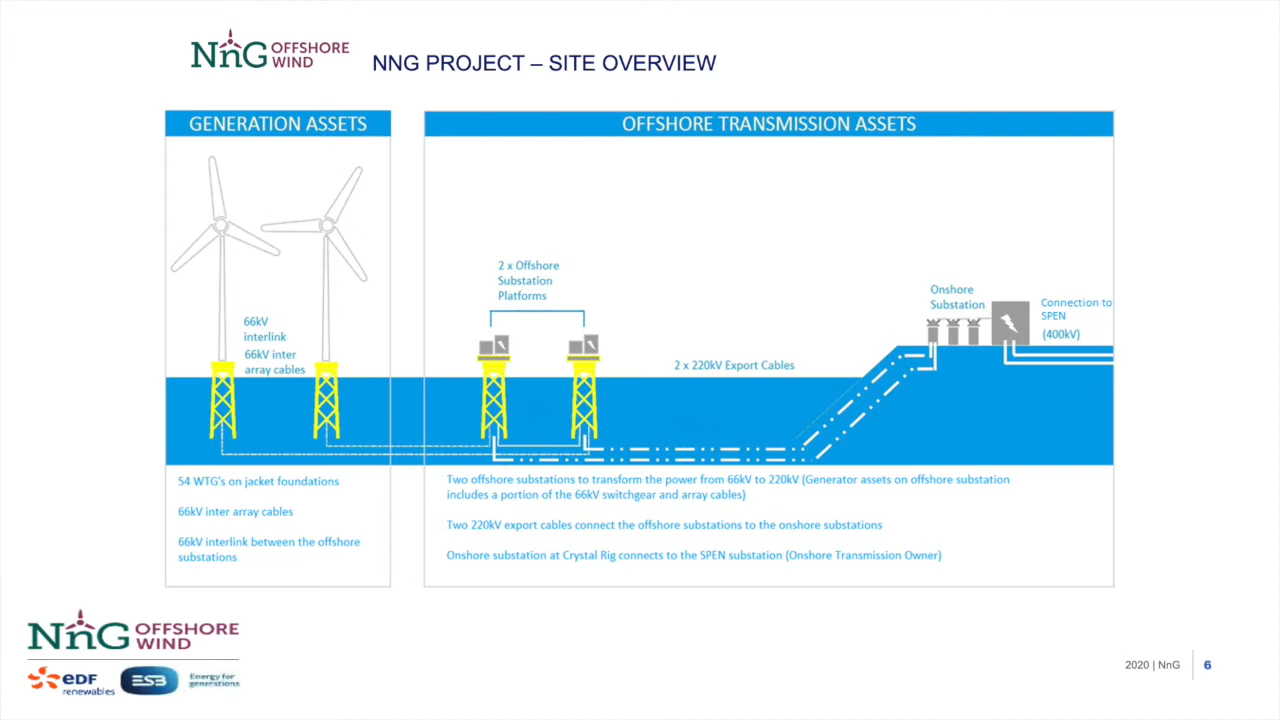 NnG OFFSHORE
WIND
NNG PROJECT – SITE OVERVIEW
GENERATION ASSETS
66kV
interlink
66kV inter
array cables
54 WTG's on jacket foundations
66kV inter array cables
66kV interlink between the offshore
substations
OFFSHORE TRANSMISSION ASSETS
2 x Offshore
Substation
Platforms
2 x 220kV Export Cables
Onshore
Substation
Connection to
SPEN
(400kV)
Two offshore substations to transform the power from 66kV to 220kV (Generator assets on offshore substation
includes a portion of the 66kV switchgear and array cables)
Two 220kV export cables connect the offshore substations to the onshore substations
Onshore substation at Crystal Rig connects to the SPEN substation (Onshore Transmission Owner)
NnG OFFSHORE
WIND
eDF
renewables
ESB
Energy for
generations
2020 | NnG
6